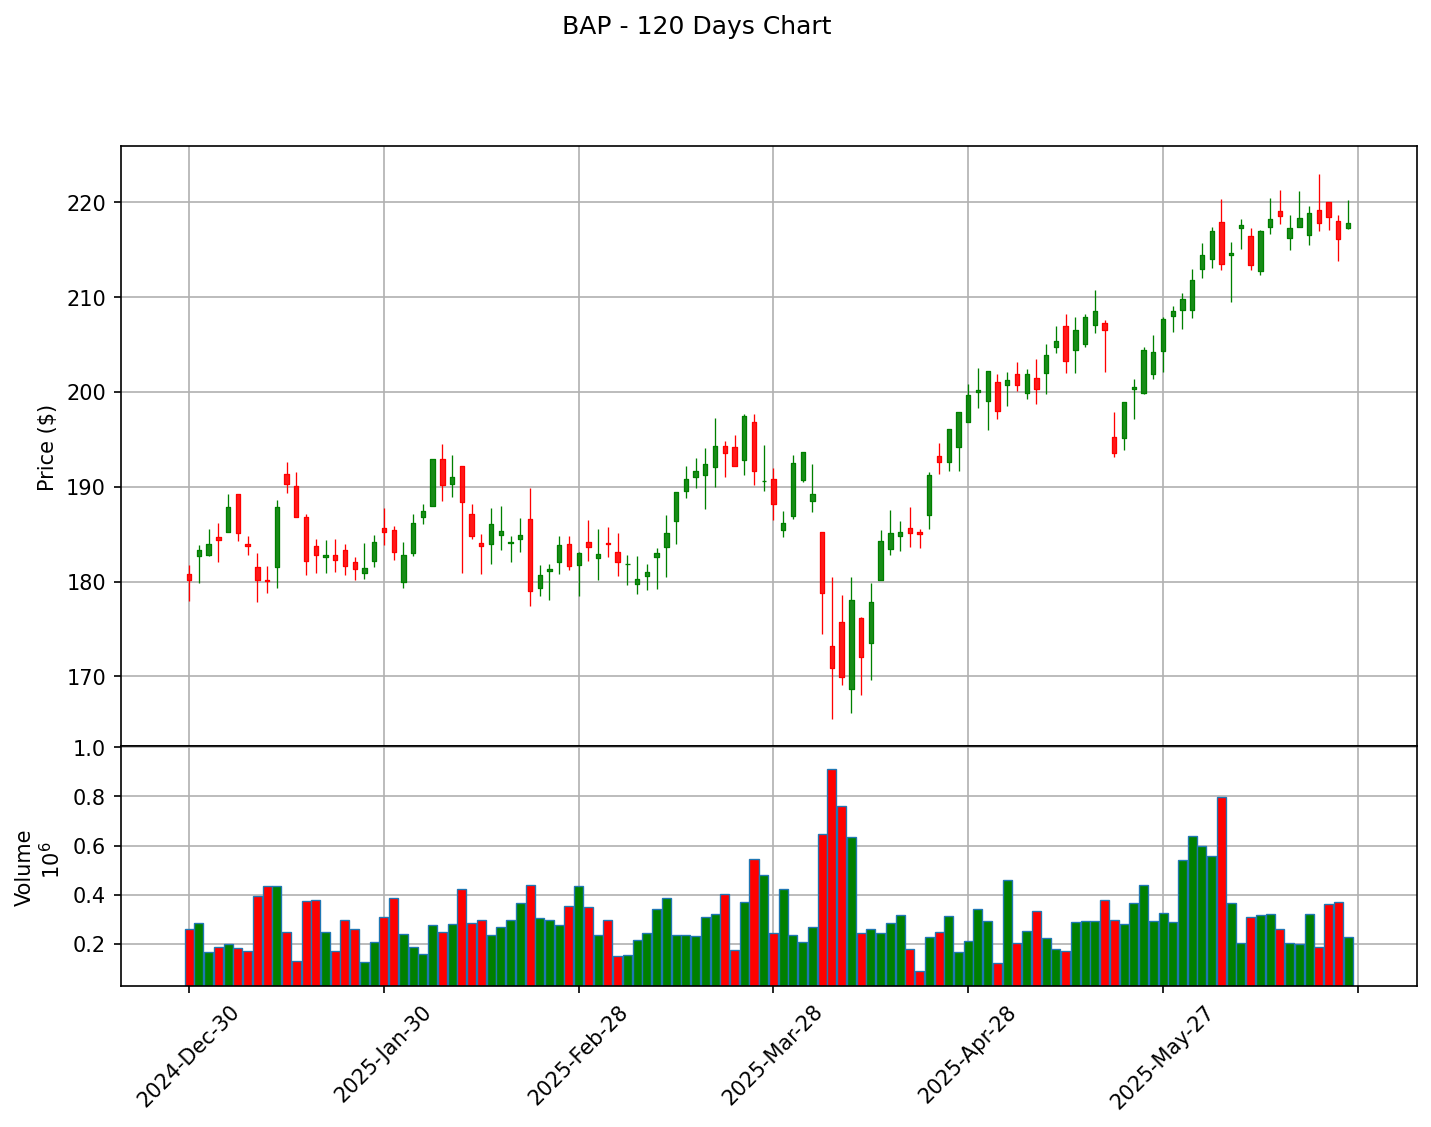 BAP - 120 Days Chart
Price ($)
220
210
200
190
180
170
Volume
10⁶
1.0
0.8
0.6
0.4
0.2
2024-Dec-30
2025-Jan-30
2025-Feb-28
2025-Mar-28
2025-Apr-28
2025-May-27